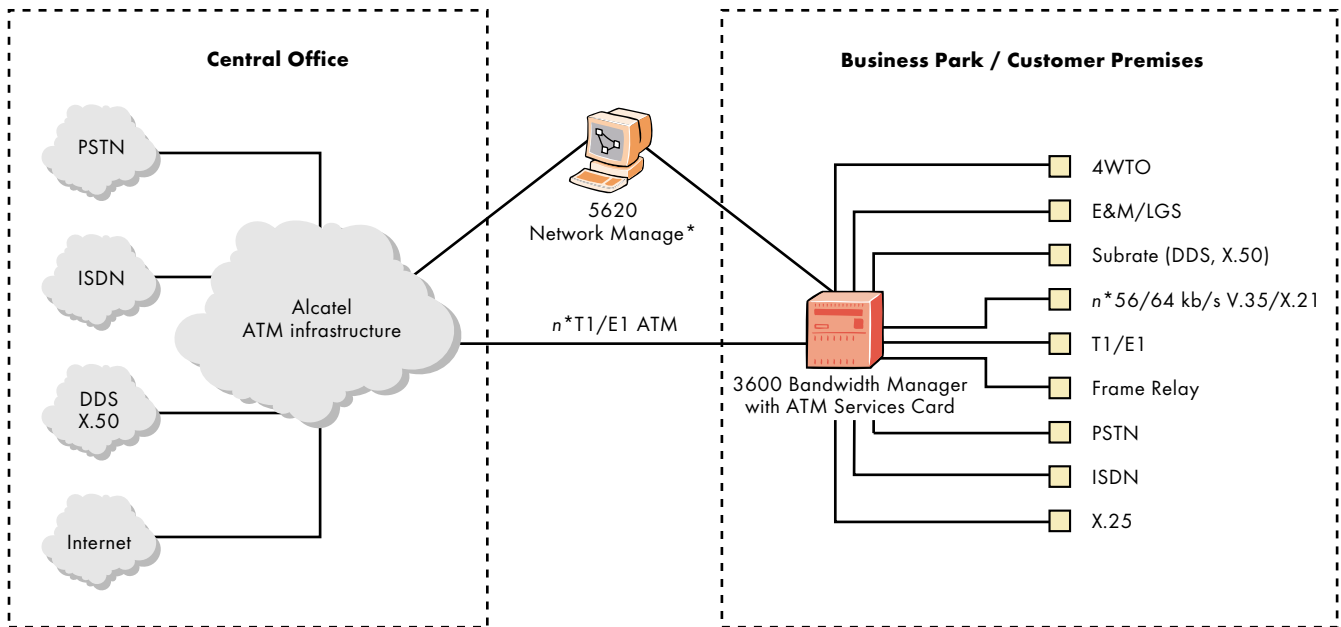 Central Office
PSTN
ISDN
DDS
X.50
Internet
Alcatel
ATM infrastructure
5620
Network Manage*
n*T1/E1 ATM
Business Park / Customer Premises
3600 Bandwidth Manager
with ATM Services Card
4WTO
E&M/LGS
Subrate (DDS, X.50)
n*56/64 kb/s V.35/X.21
T1/E1
Frame Relay
PSTN
ISDN
X.25